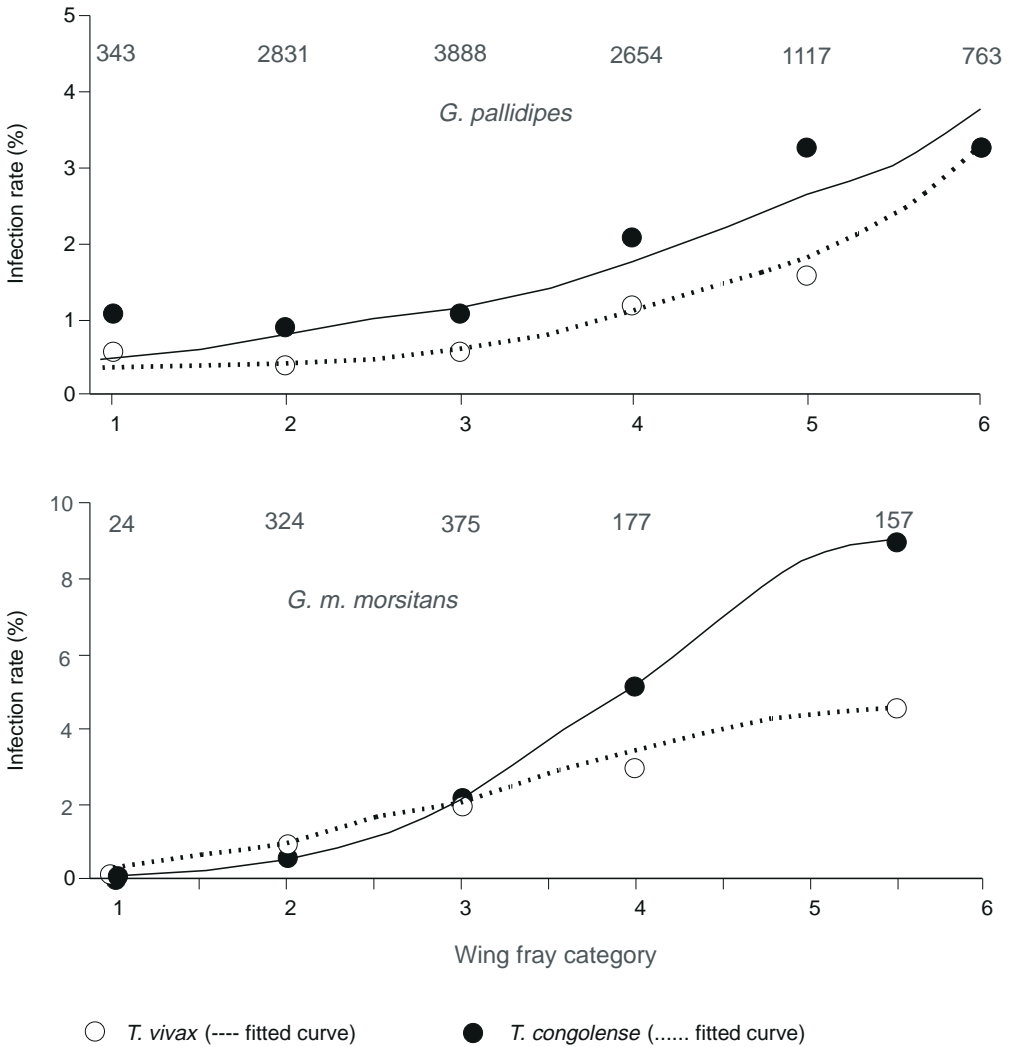 5
343 2831 3888 2654 1117 763
4
G. pallidipes
Infection rate (%)
3
2
1
0
1 2 3 4 5 6
10
24 324 375 177 157
8
G. m. morsitans
Infection rate (%)
6
4
2
0
1 2 3 4 5 6
Wing fray category
T. vivax (---- fitted curve) T. congolense (...... fitted curve)